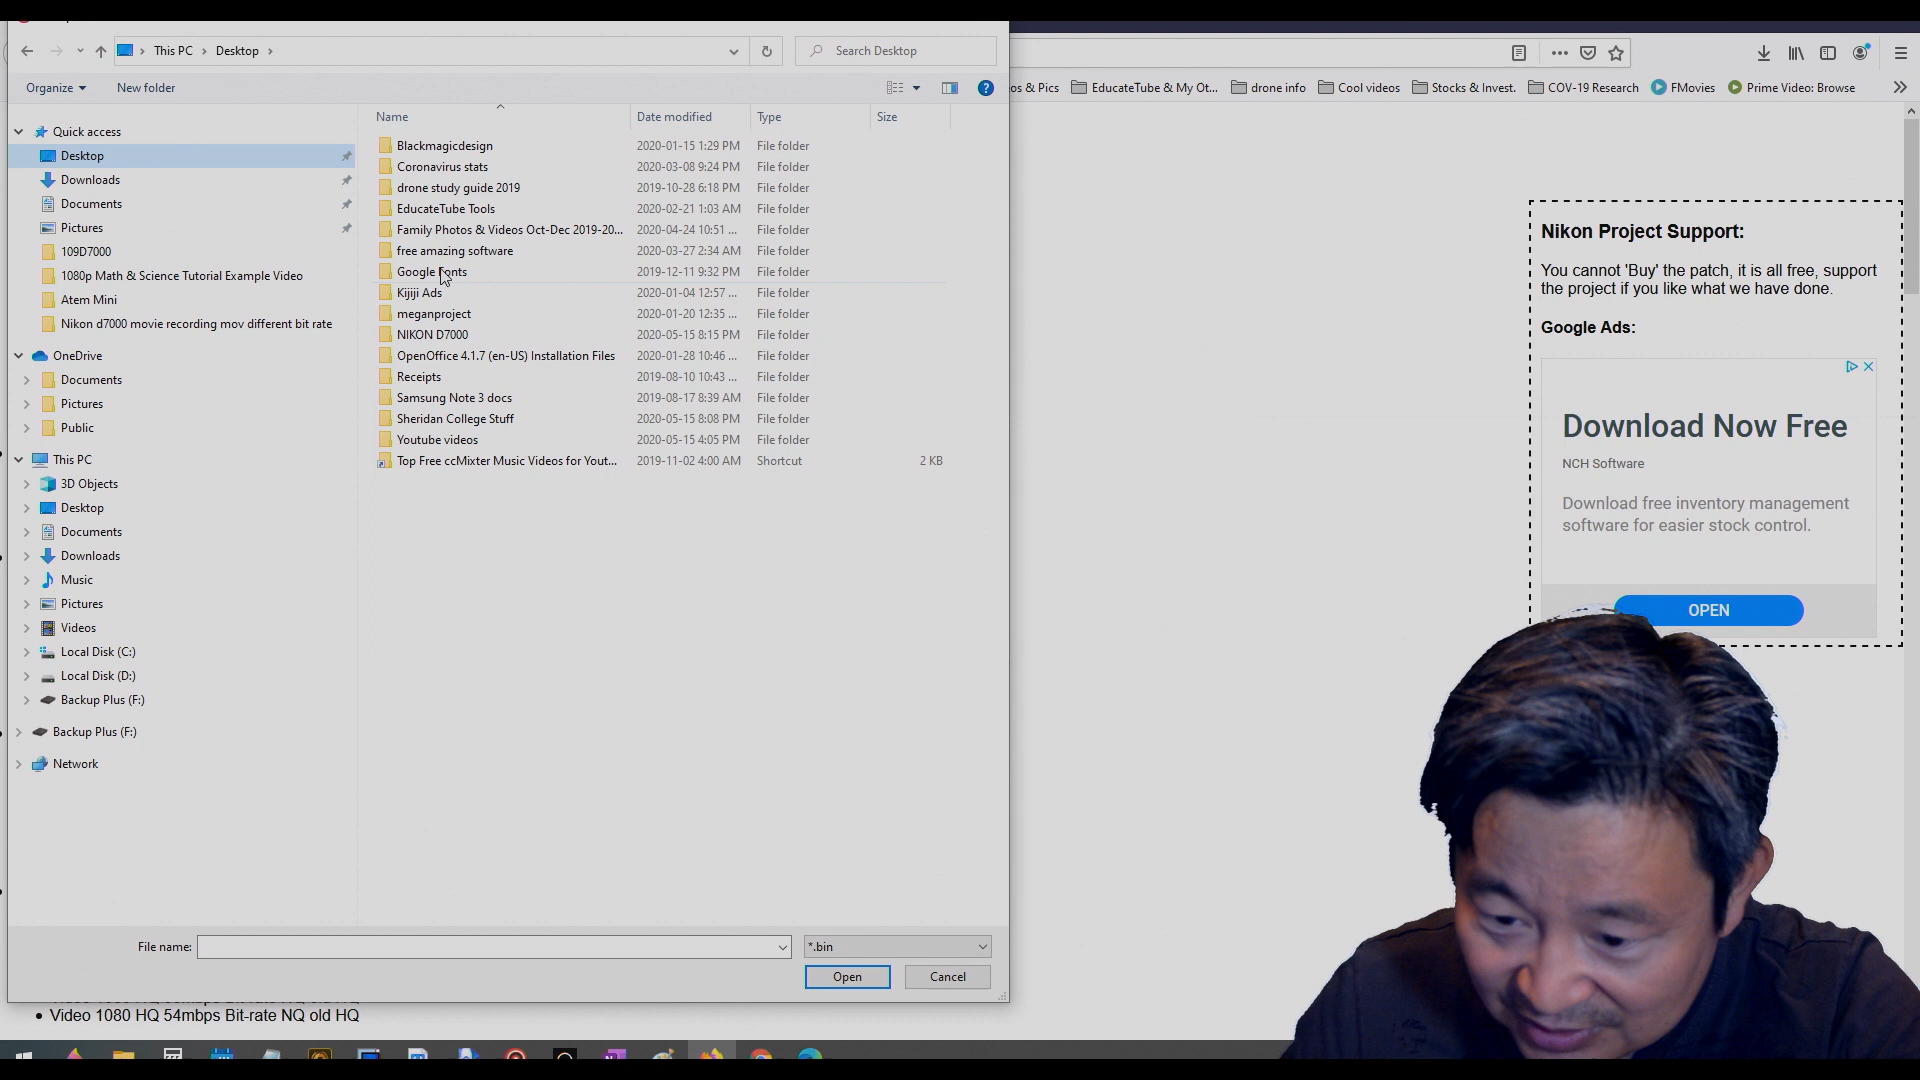 This PC > Desktop >
Search Desktop
Organize
New folder
os & Pics
EducateTube & My Ot...
drone info
Cool videos
Stocks & Invest.
COV-19 Research
FMovies
Prime Video: Browse
Name Date modified Type Size
Quick access
Desktop
Downloads
Documents
Pictures
109D7000
1080p Math & Science Tutorial Example Video
Atem Mini
Nikon d7000 movie recording mov different bit rate
OneDrive
Documents
Pictures
Public
This PC
3D Objects
Desktop
Documents
Downloads
Music
Pictures
Videos
Local Disk (C:)
Local Disk (D:)
Backup Plus (F:)
Backup Plus (F:)
Network
Blackmagicdesign 2020-01-15 1:29 PM File folder
Coronavirus stats 2020-03-08 9:24 PM File folder
drone study guide 2019 2019-10-28 6:18 PM File folder
EducateTube Tools 2020-02-21 1:03 AM File folder
Family Photos & Videos Oct-Dec 2019-20... 2020-04-24 10:51 ... File folder
free amazing software 2020-03-27 2:34 AM File folder
Google Fonts 2019-12-11 9:32 PM File folder
Kijiji Ads 2020-01-04 12:57 ... File folder
meganproject 2020-01-20 12:35 ... File folder
NIKON D7000 2020-05-15 8:15 PM File folder
OpenOffice 4.1.7 (en-US) Installation Files 2020-01-28 10:46 ... File folder
Receipts 2019-08-10 10:43 ... File folder
Samsung Note 3 docs 2019-08-17 8:39 AM File folder
Sheridan College Stuff 2020-05-15 8:08 PM File folder
Youtube videos 2020-05-15 4:05 PM File folder
Top Free ccMixter Music Videos for Yout... 2019-11-02 4:00 AM Shortcut 2 KB
File name:
*.bin
Open
Cancel
Nikon Project Support:
You cannot 'Buy' the patch, it is all free, support
the project if you like what we have done.
Google Ads:
Download Now Free
NCH Software
Download free inventory management
software for easier stock control.
OPEN
Video 1080 HQ 54mbps Bit-rate NQ old HQ